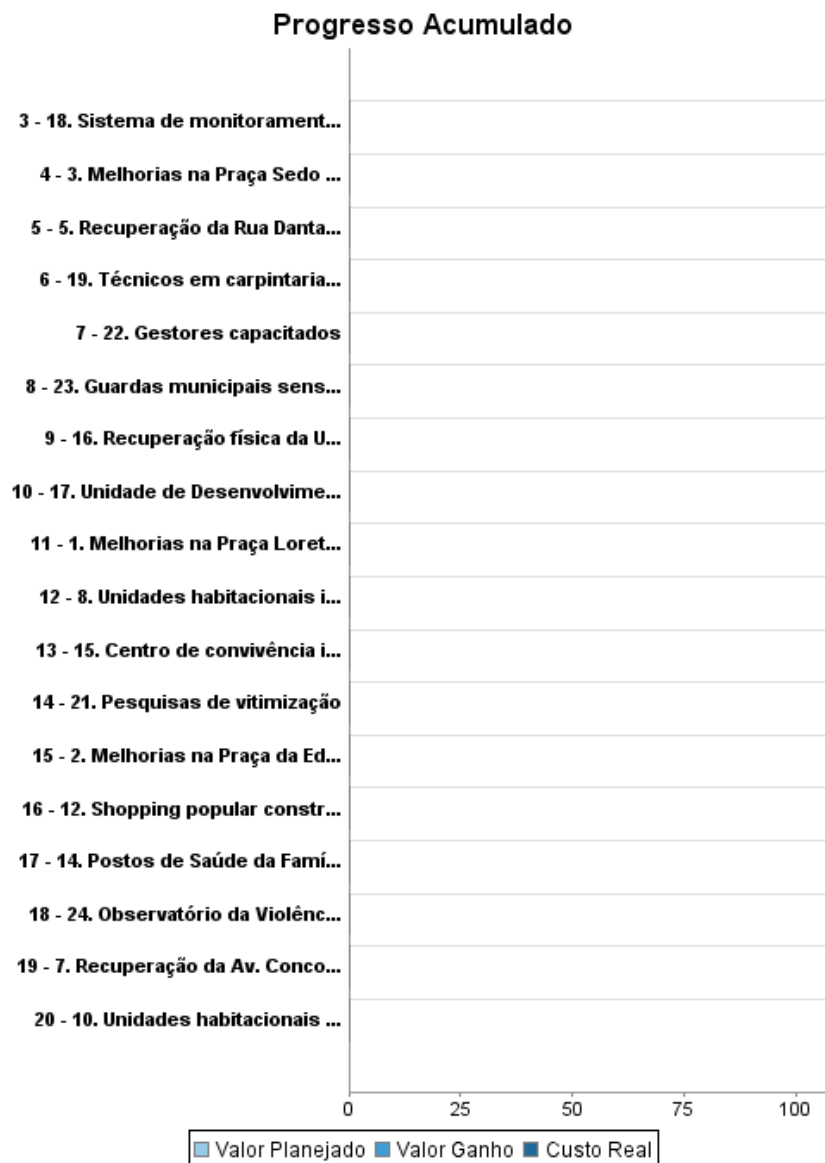 Progresso Acumulado
3 - 18. Sistema de monitorament...
4 - 3. Melhorias na Praça Sedo ...
5 - 5. Recuperação da Rua Danta...
6 - 19. Técnicos em carpintaria...
7 - 22. Gestores capacitados
8 - 23. Guardas municipais sens...
9 - 16. Recuperação física da U...
10 - 17. Unidade de Desenvolvime...
11 - 1. Melhorias na Praça Loret...
12 - 8. Unidades habitacionais i...
13 - 15. Centro de convivência i...
14 - 21. Pesquisas de vitimização
15 - 2. Melhorias na Praça da Ed...
16 - 12. Shopping popular constr...
17 - 14. Postos de Saúde da Famí...
18 - 24. Observatório da Violênc...
19 - 7. Recuperação da Av. Conco...
20 - 10. Unidades habitacionais ...
0 25 50 75 100
Valor Planejado Valor Ganho Custo Real